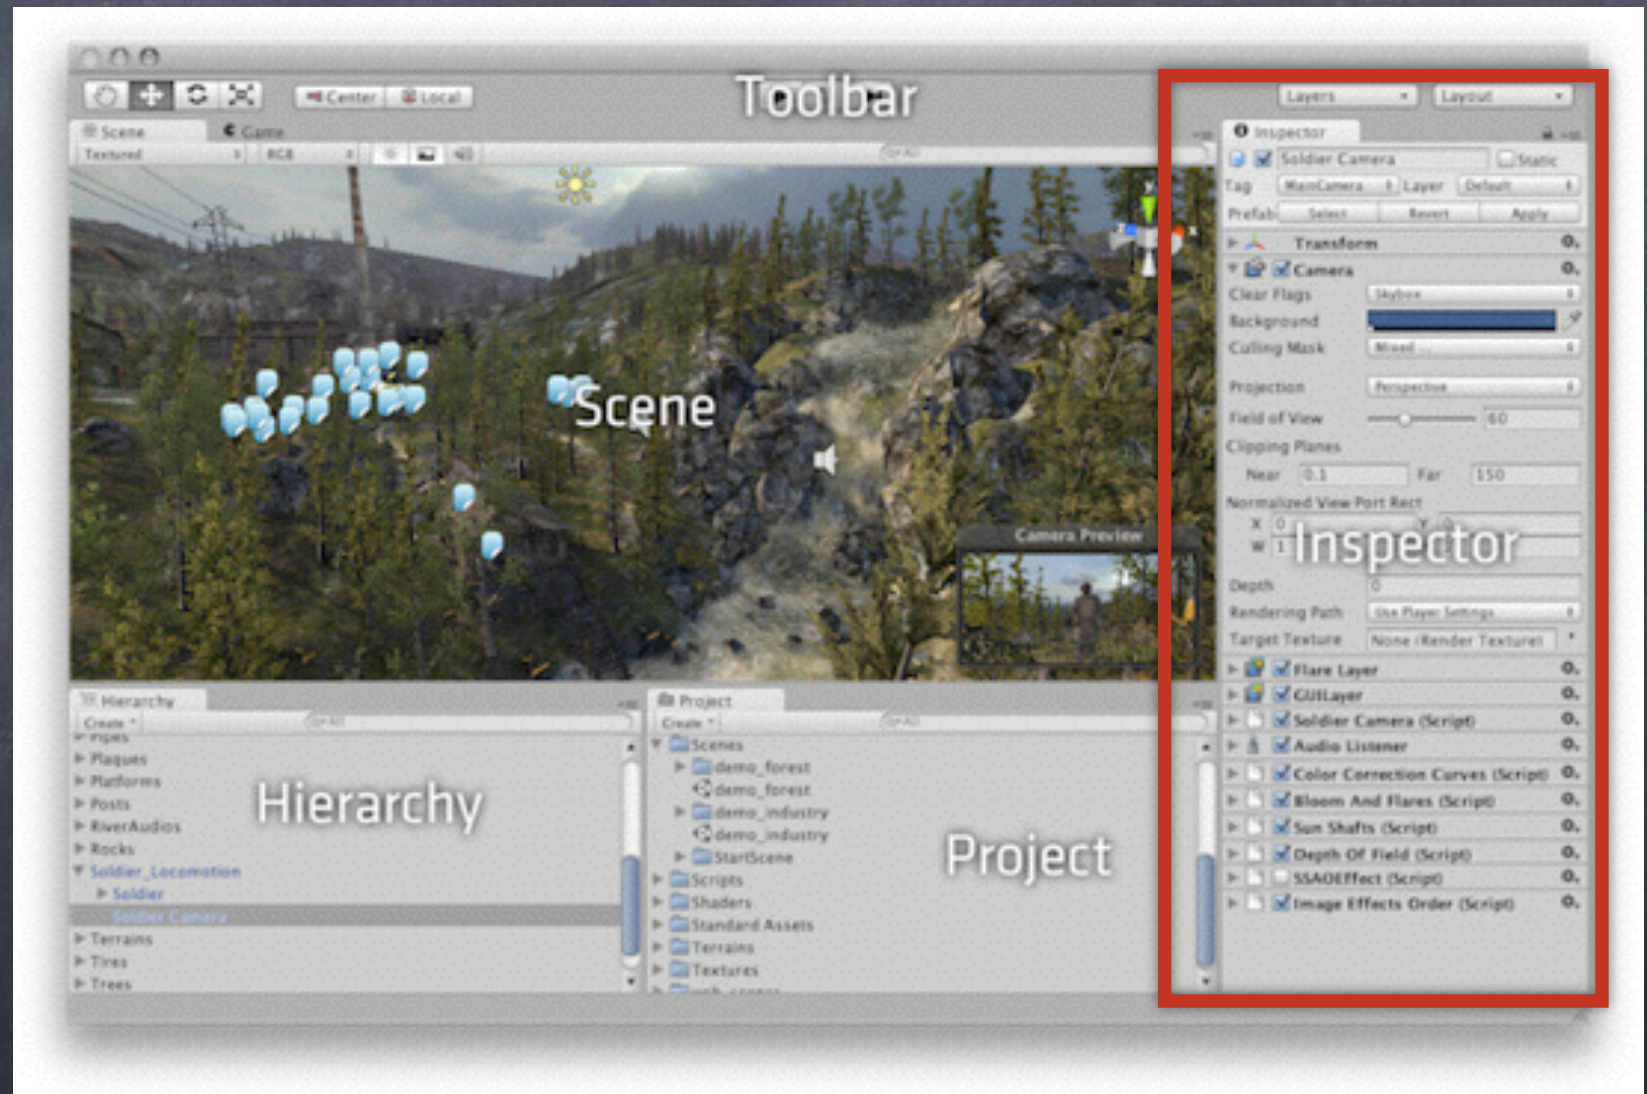 Toolbar
Center Local
Layers Layout
Scene Game
Textured RGB
Scene
Camera Preview
Inspector
Soldier Camera Static
Tag MainCamera Layer Default
Prefab Select Revert Apply
Transform
Camera
Clear Flags Skybox
Background
Culling Mask Mixed ...
Projection Perspective
Field of View 60
Clipping Planes
Near 0.1 Far 150
Normalized View Port Rect
X 0 Y 0
W 1
Inspector
Depth 0
Rendering Path Use Player Settings
Target Texture None (Render Texture)
Flare Layer
GUILayer
Soldier Camera (Script)
Audio Listener
Color Correction Curves (Script)
Bloom And Flares (Script)
Sun Shafts (Script)
Depth Of Field (Script)
SSAOEffect (Script)
Image Effects Order (Script)
Hierarchy
Create
Pipes
Plaques
Platforms
Posts
RiverAudios
Rocks
Soldier_Locomotion
Soldier
Soldier Camera
Terrains
Tires
Trees
Hierarchy
Project
Create
Scenes
demo_forest
demo_forest
demo_industry
demo_industry
StartScene
Scripts
Shaders
Standard Assets
Terrains
Textures
Project